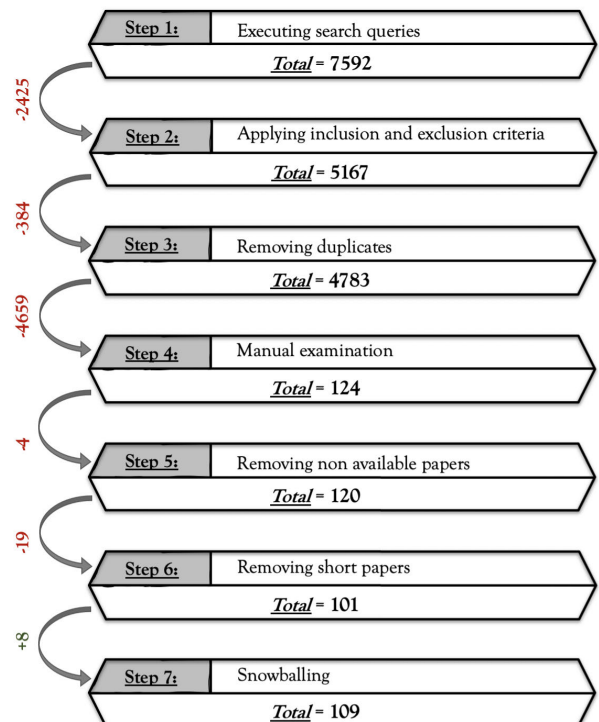 Step 1: Executing search queries
Total = 7592
-2425
Step 2: Applying inclusion and exclusion criteria
Total = 5167
-384
Step 3: Removing duplicates
Total = 4783
-4659
Step 4: Manual examination
Total = 124
-4
Step 5: Removing non available papers
Total = 120
-19
Step 6: Removing short papers
Total = 101
+8
Step 7: Snowballing
Total = 109